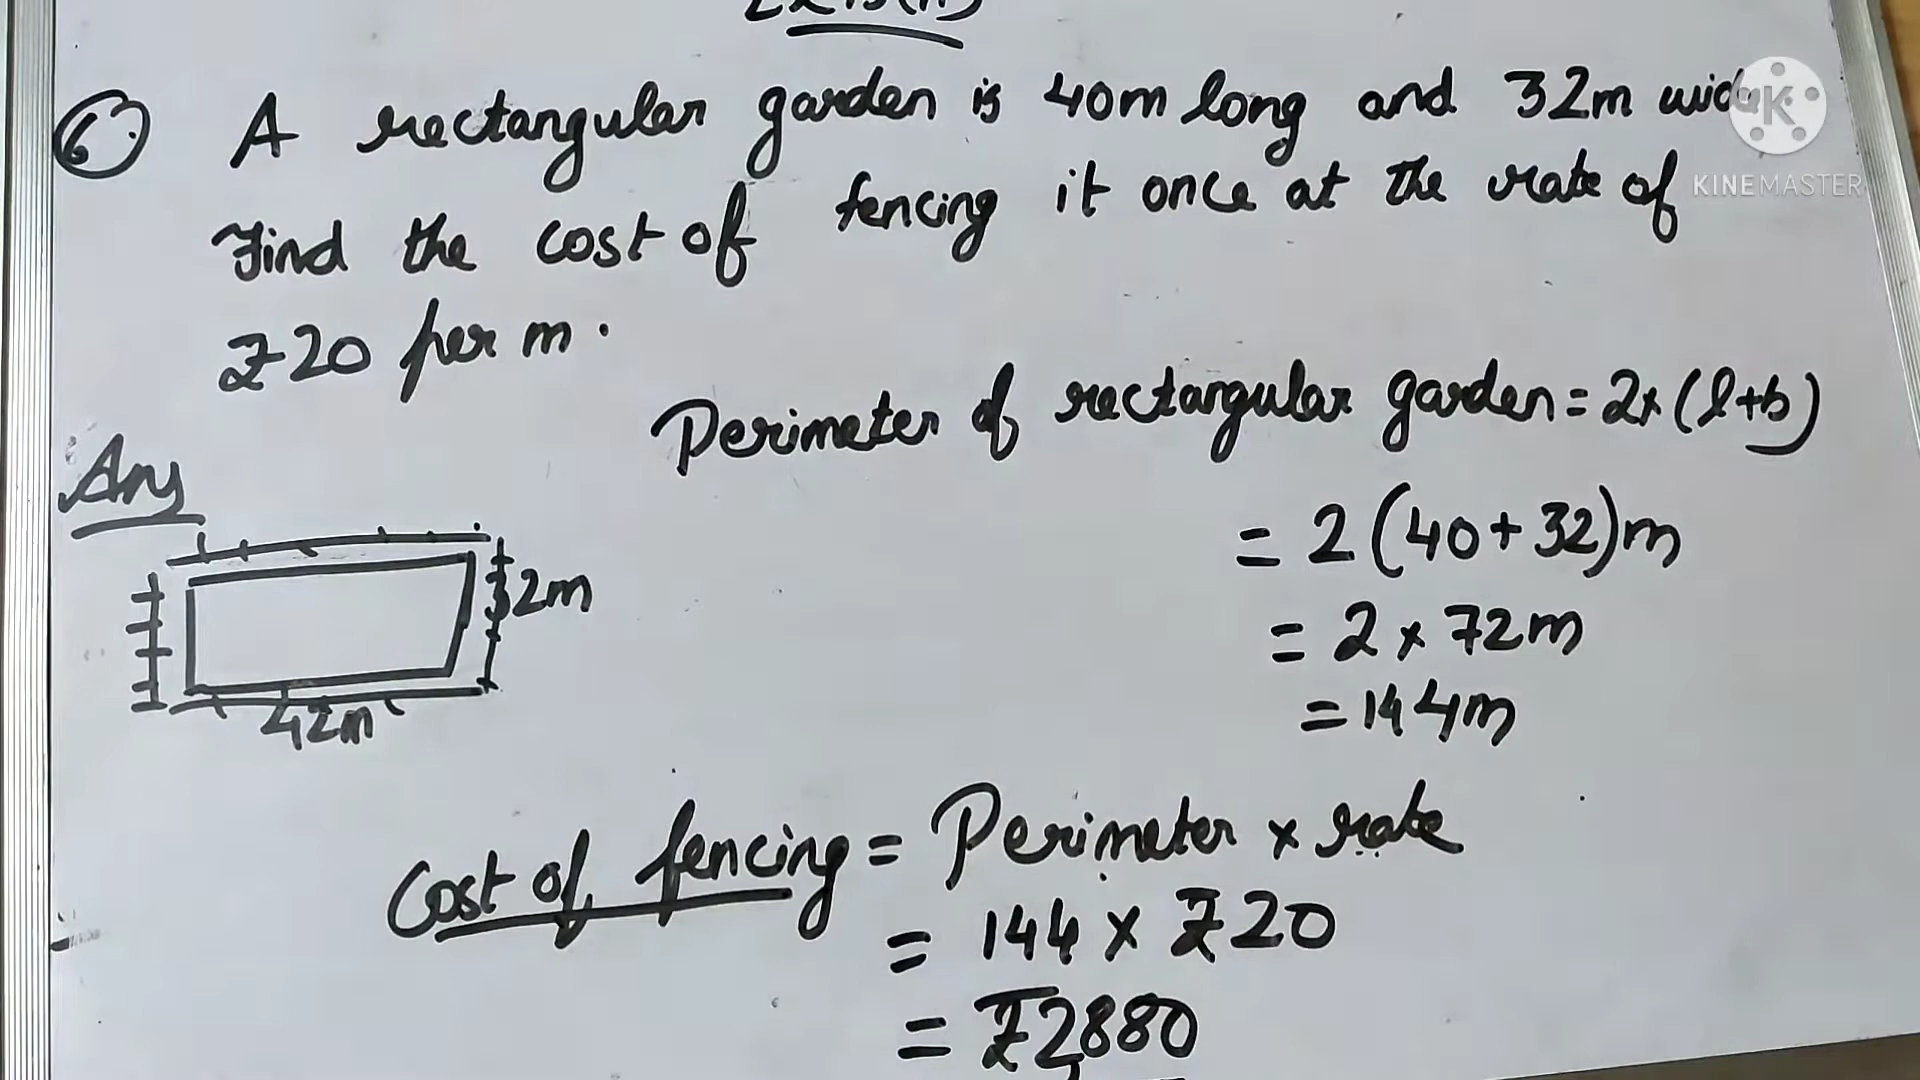 6 A rectangular garden is 40m long and 32m wide
Find the cost of fencing it once at the rate of
₹20 per m.
K
KINEMASTER
Perimeter of rectangular garden = 2×(l+b)
Ans
= 2(40+32)m
32m
= 2×72m
= 144m
42m
Cost of fencing = Perimeter × rate
= 144 × ₹20
= ₹2880